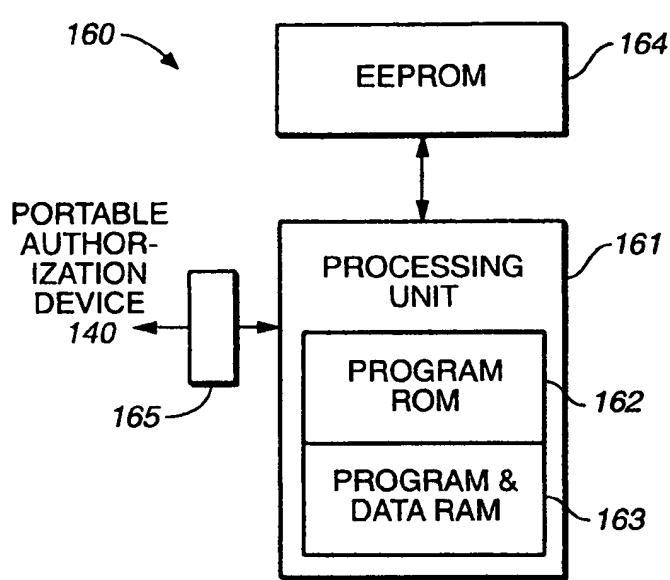 160
EEPROM
164
PORTABLE
AUTHOR-
IZATION
DEVICE
140
165
PROCESSING
UNIT
161
PROGRAM
ROM
162
PROGRAM &
DATA RAM
163